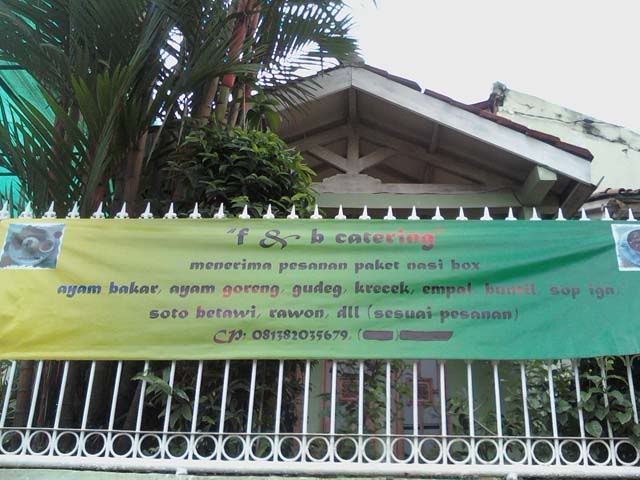 "f & b catering"
menerima pesanan paket nasi box
ayam bakar, ayam goreng, gudeg, krecek, empal, buntil, sop iga,
soto betawi, rawon, dll (sesuai pesanan)
CP: 081382035679,